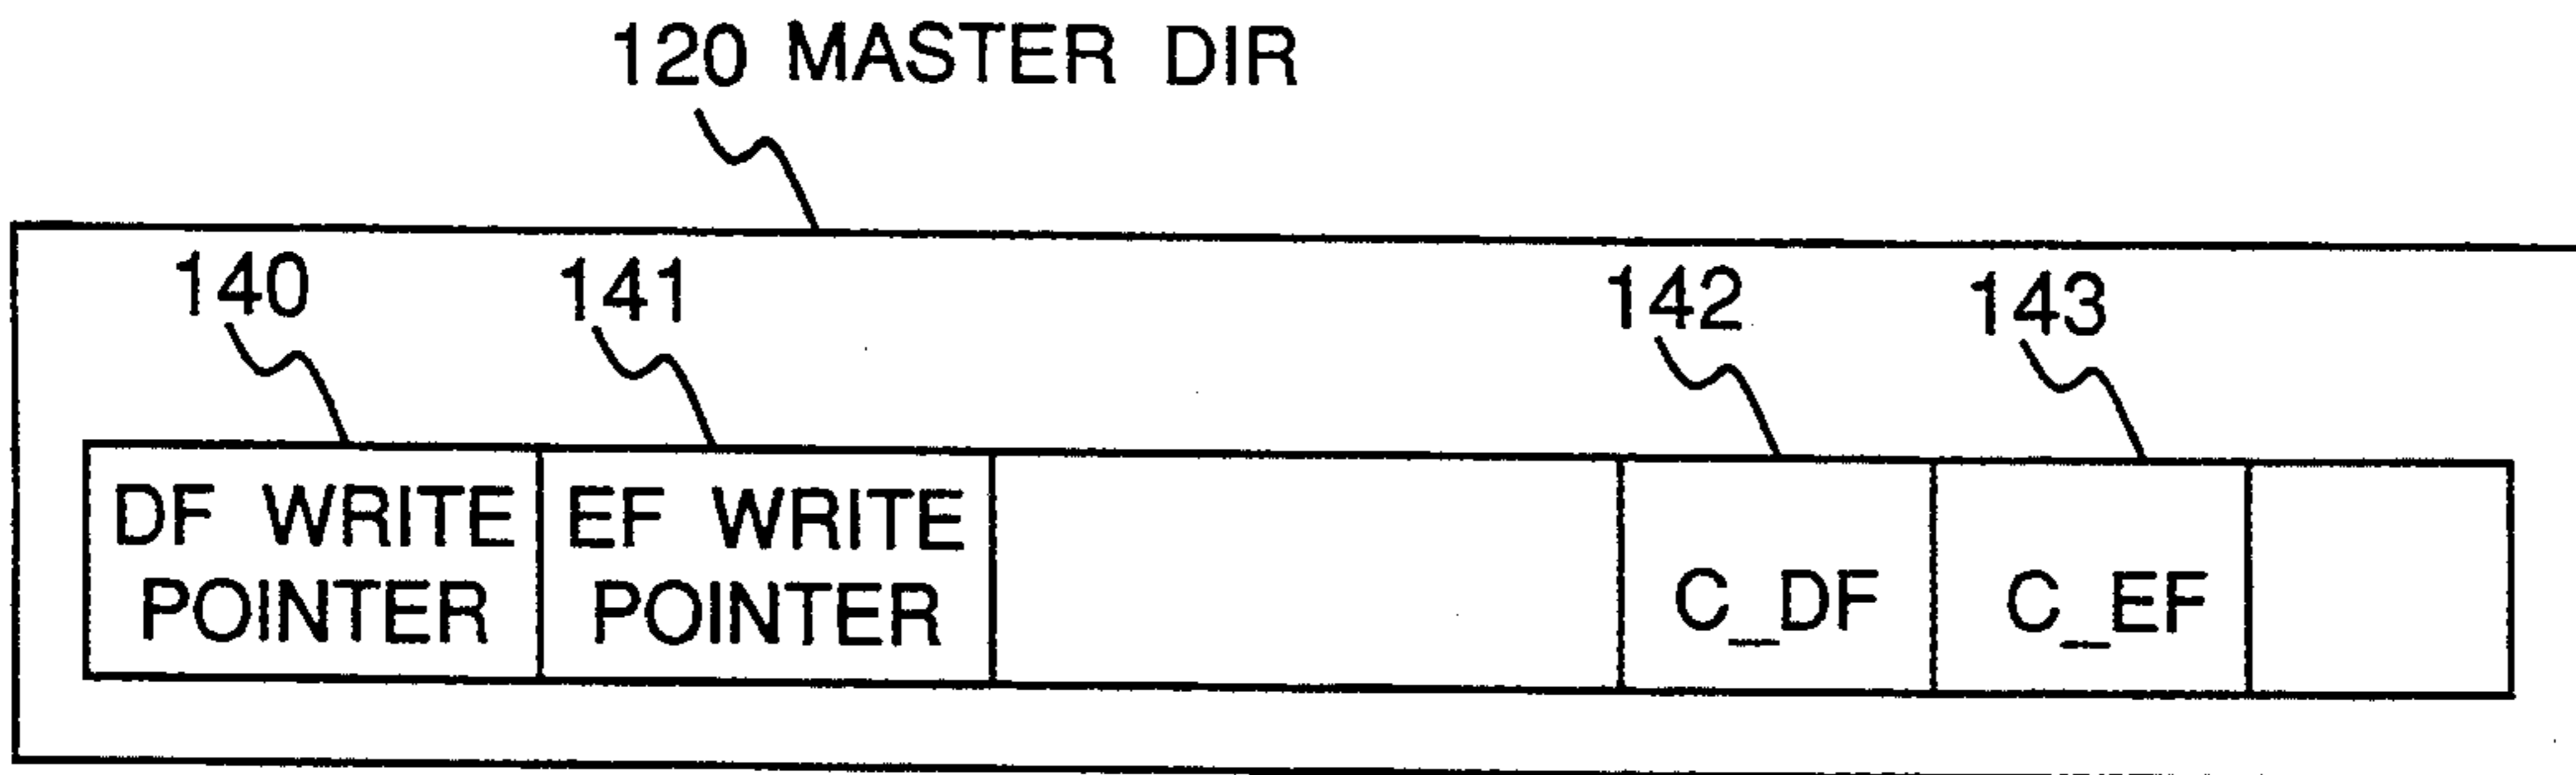 120 MASTER DIR
140
141
142
143
DF WRITE
POINTER
EF WRITE
POINTER
C_DF
C_EF